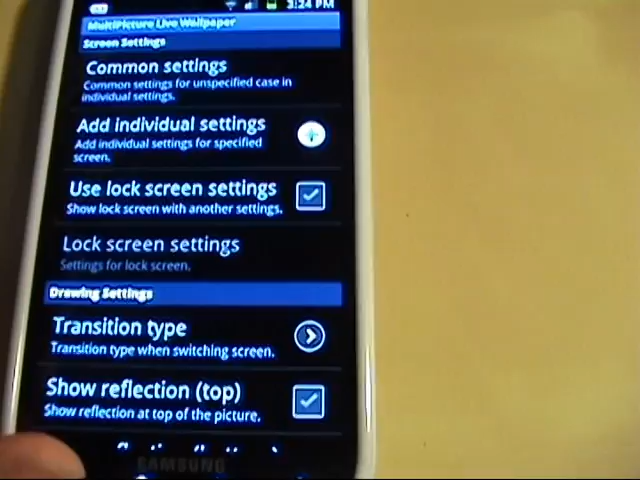 3:24 PM
MultiPicture Live Wallpaper
Screen Settings
Common settings
Common settings for unspecified case in
individual settings.
Add individual settings
Add individual settings for specified
screen.
Use lock screen settings
Show lock screen with another settings.
Lock screen settings
Settings for lock screen.
Drawing Settings
Transition type
Transition type when switching screen.
Show reflection (top)
Show reflection at top of the picture.
SAMSUNG